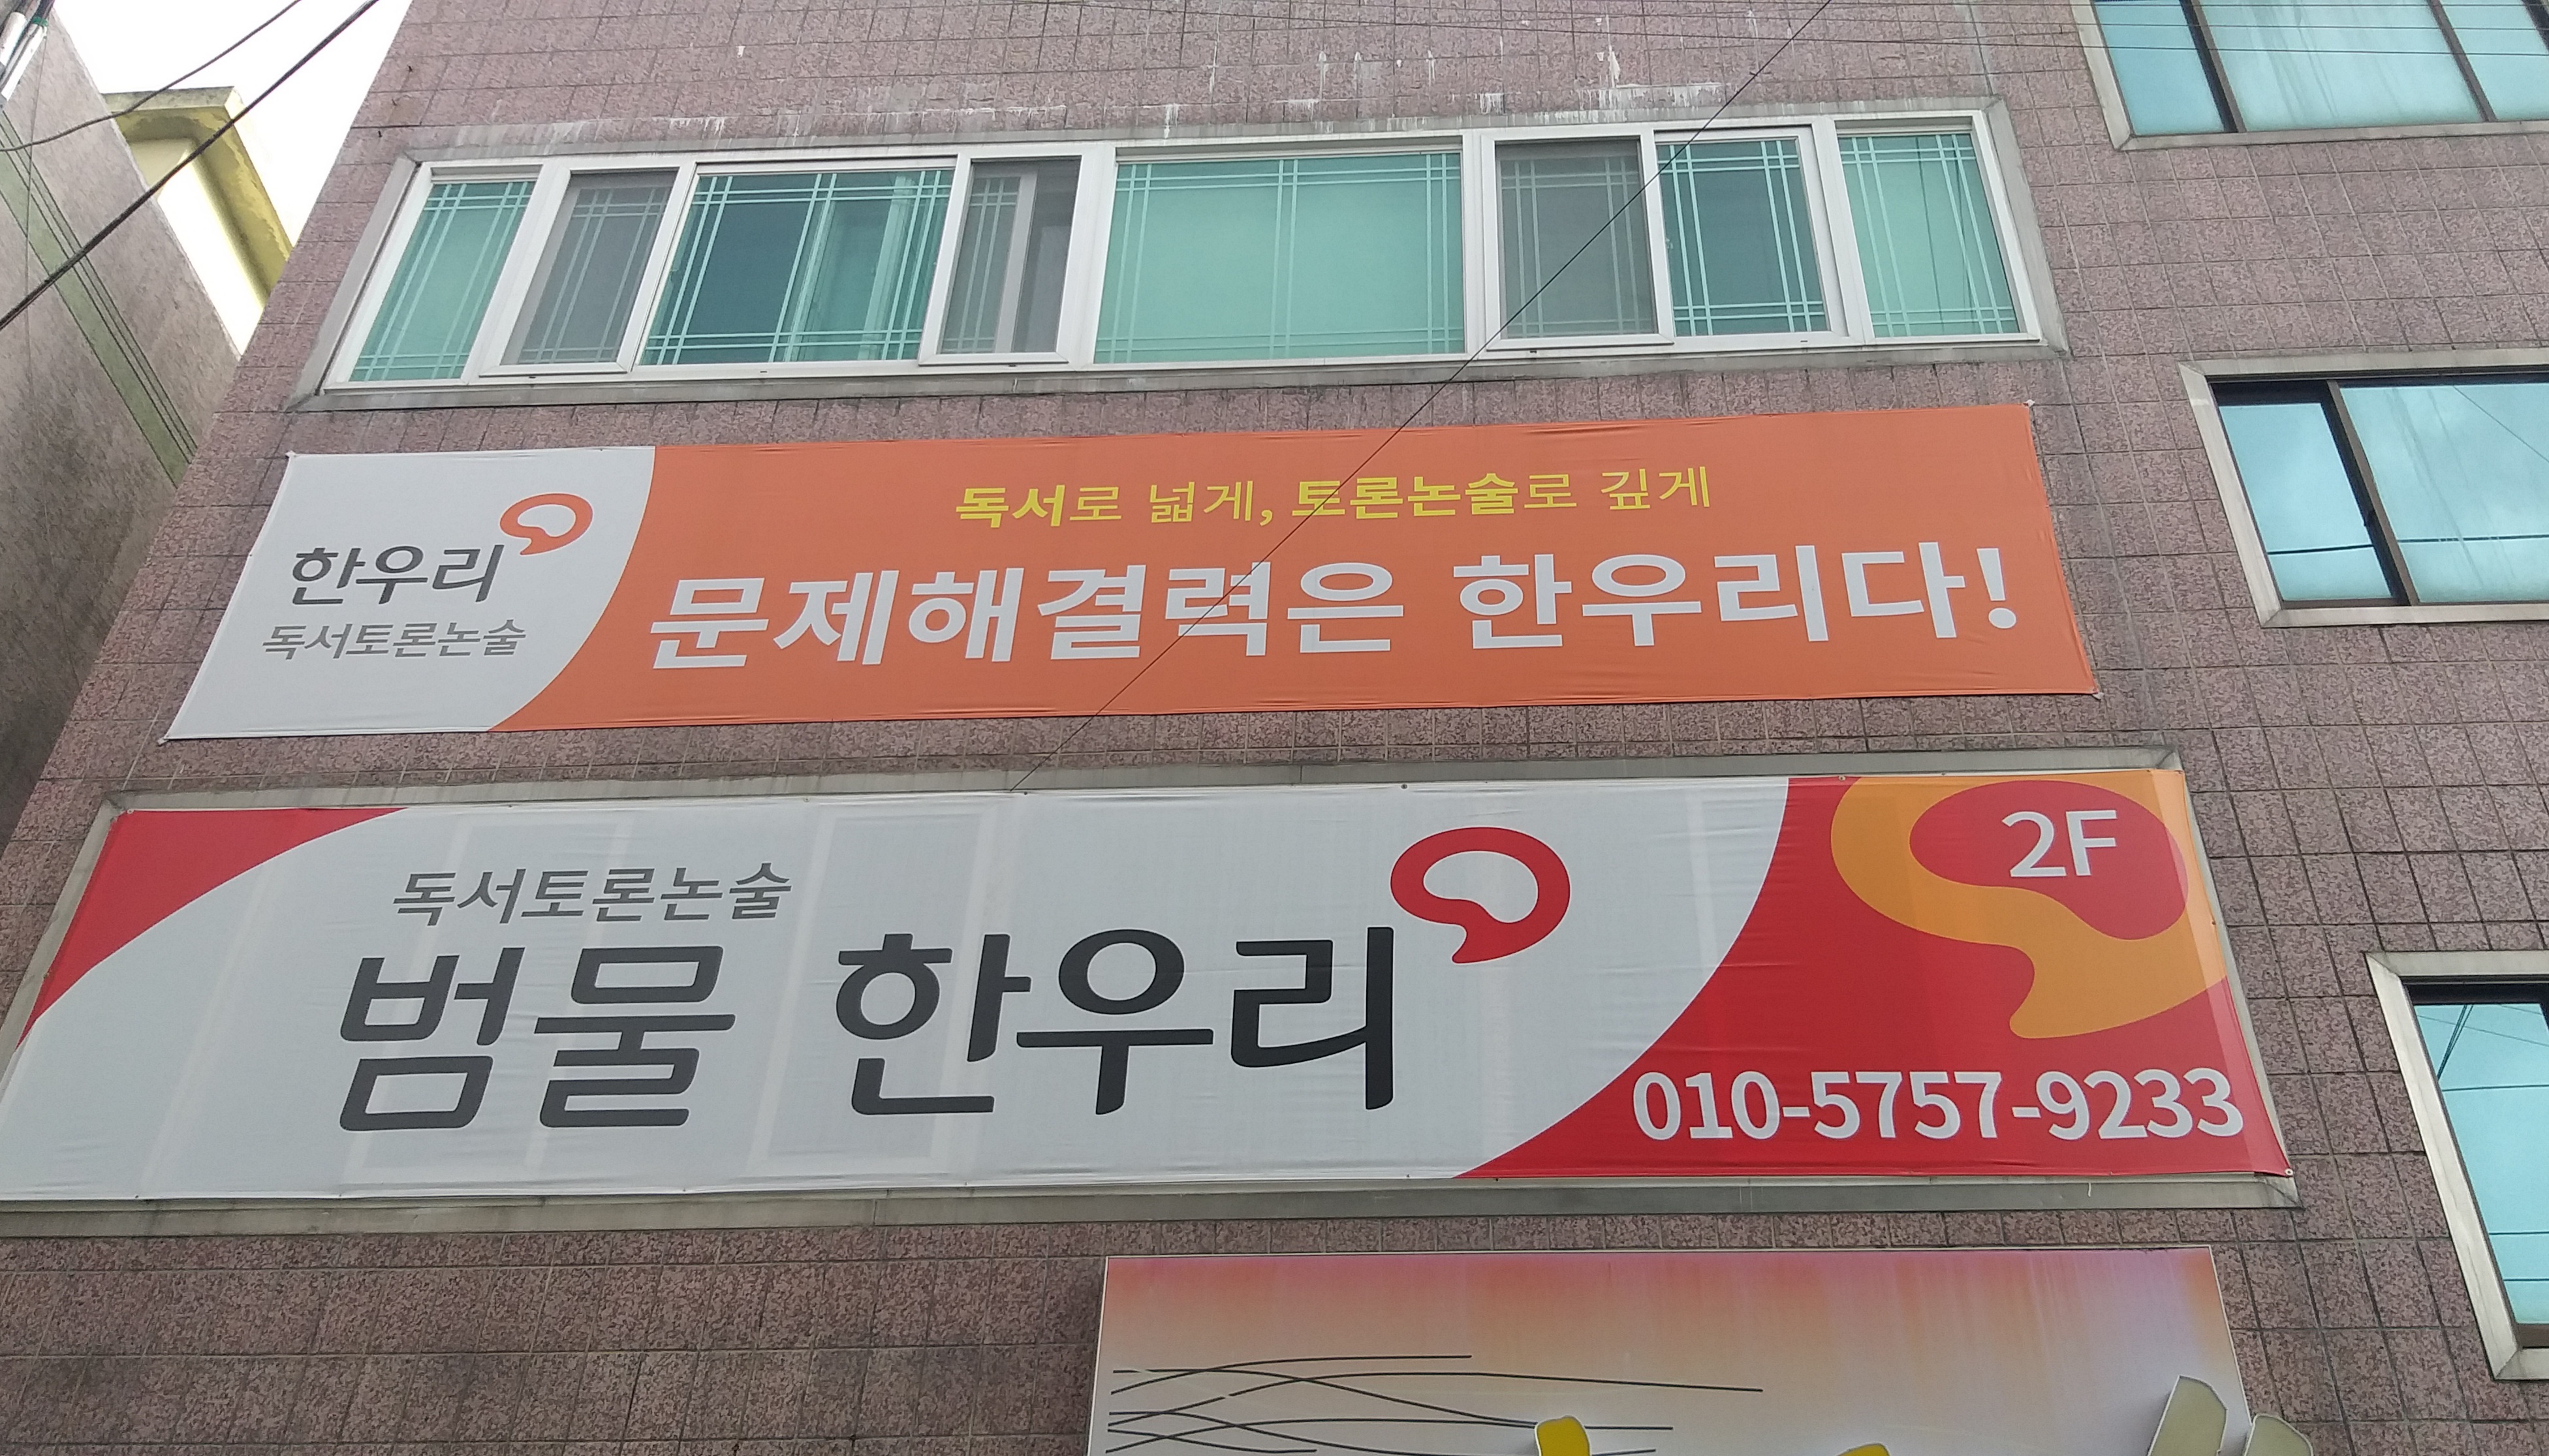 한우리
독서토론논술
독서로 넓게, 토론논술로 깊게
문제해결력은 한우리다!
독서토론논술
범물 한우리
2F
010-5757-9233